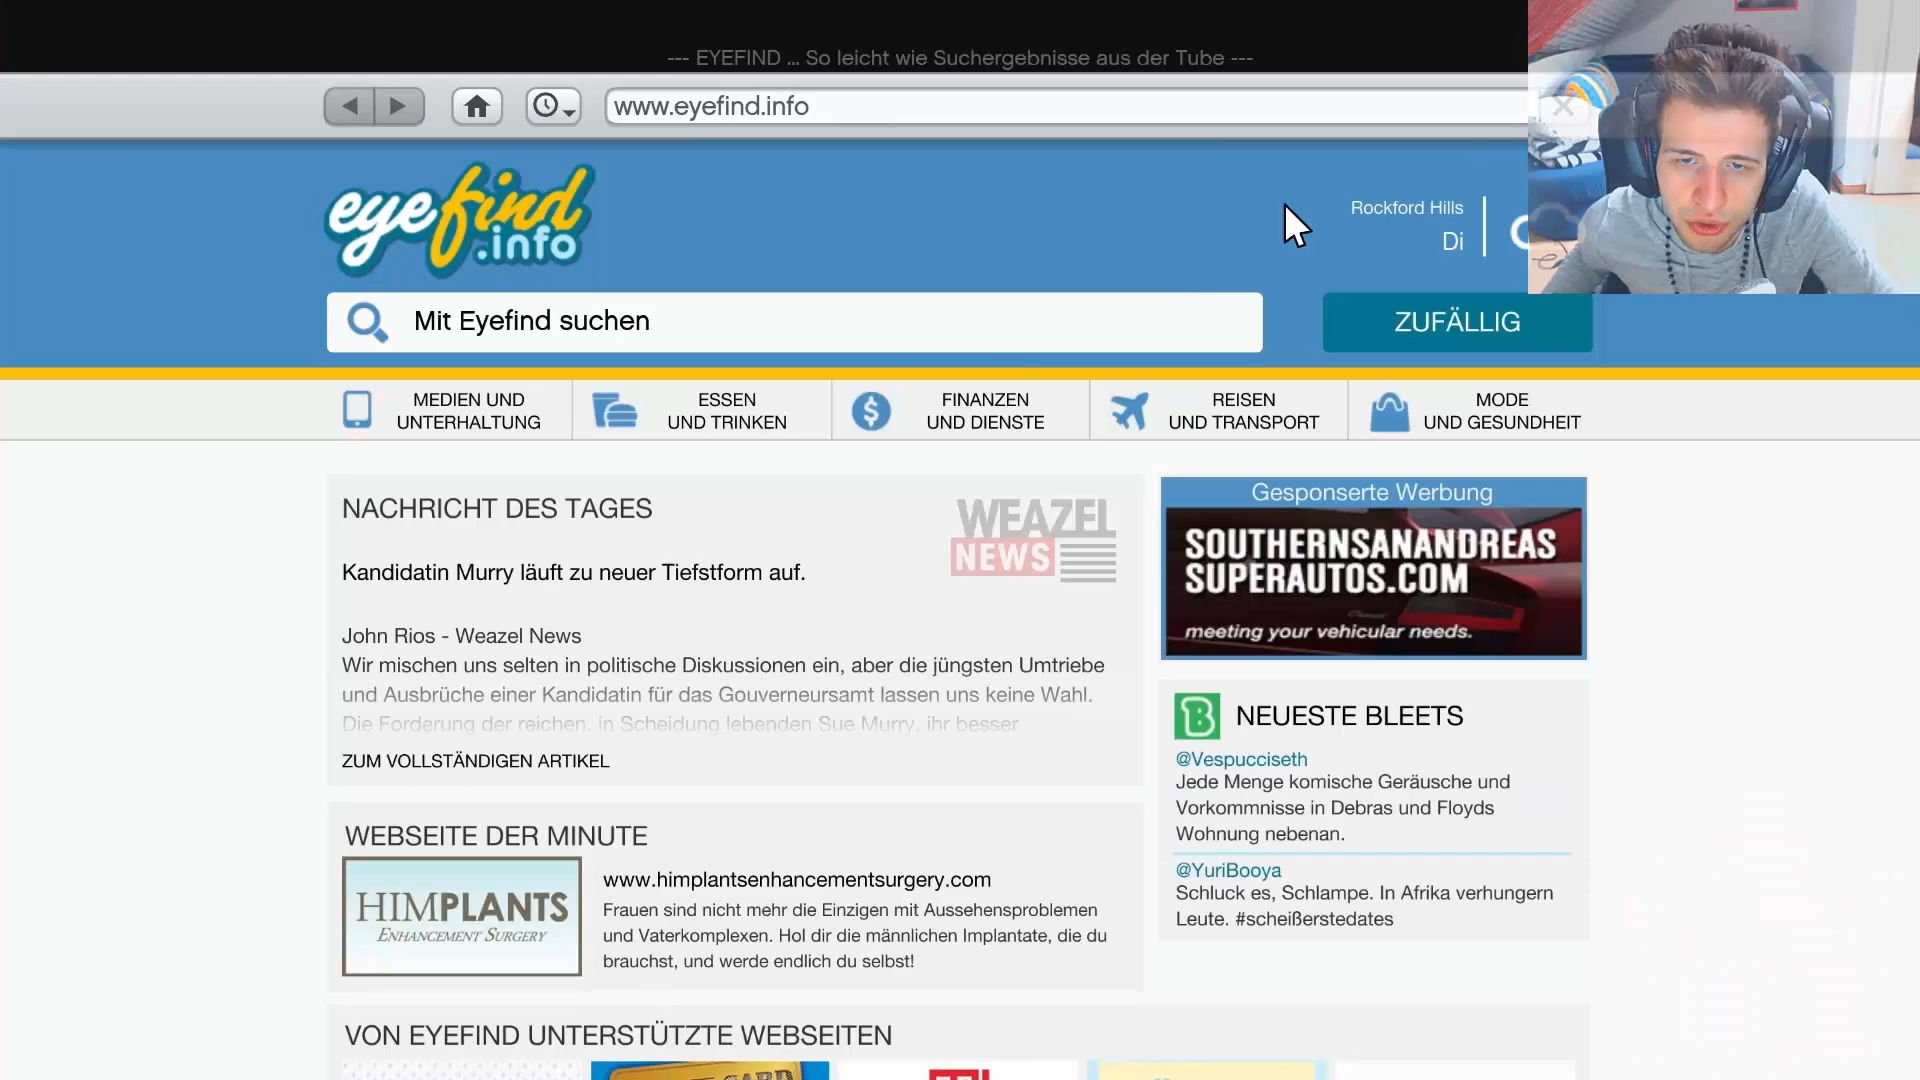 --- EYEFIND ... So leicht wie Suchergebnisse aus der Tube ---
www.eyefind.info
eyefind
.info
Rockford Hills
Di
Mit Eyefind suchen
ZUFÄLLIG
MEDIEN UND
UNTERHALTUNG
ESSEN
UND TRINKEN
FINANZEN
UND DIENSTE
REISEN
UND TRANSPORT
MODE
UND GESUNDHEIT
NACHRICHT DES TAGES
WEAZEL
NEWS
Kandidatin Murry läuft zu neuer Tiefstform auf.
John Rios - Weazel News
Wir mischen uns selten in politische Diskussionen ein, aber die jüngsten Umtriebe
und Ausbrüche einer Kandidatin für das Gouverneursamt lassen uns keine Wahl.
Die Forderung der reichen, in Scheidung lebenden Sue Murry, ihr besser
ZUM VOLLSTÄNDIGEN ARTIKEL
Gesponserte Werbung
SOUTHERNSANANDREAS
SUPERAUTOS.COM
meeting your vehicular needs.
B NEUESTE BLEETS
@Vespucciseth
Jede Menge komische Geräusche und
Vorkommnisse in Debras und Floyds
Wohnung nebenan.
@YuriBooya
Schluck es, Schlampe. In Afrika verhungern
Leute. #scheißerstedates
WEBSEITE DER MINUTE
HIMPLANTS
ENHANCEMENT SURGERY
www.himplantsenhancementsurgery.com
Frauen sind nicht mehr die Einzigen mit Aussehensproblemen
und Vaterkomplexen. Hol dir die männlichen Implantate, die du
brauchst, und werde endlich du selbst!
VON EYEFIND UNTERSTÜTZTE WEBSEITEN